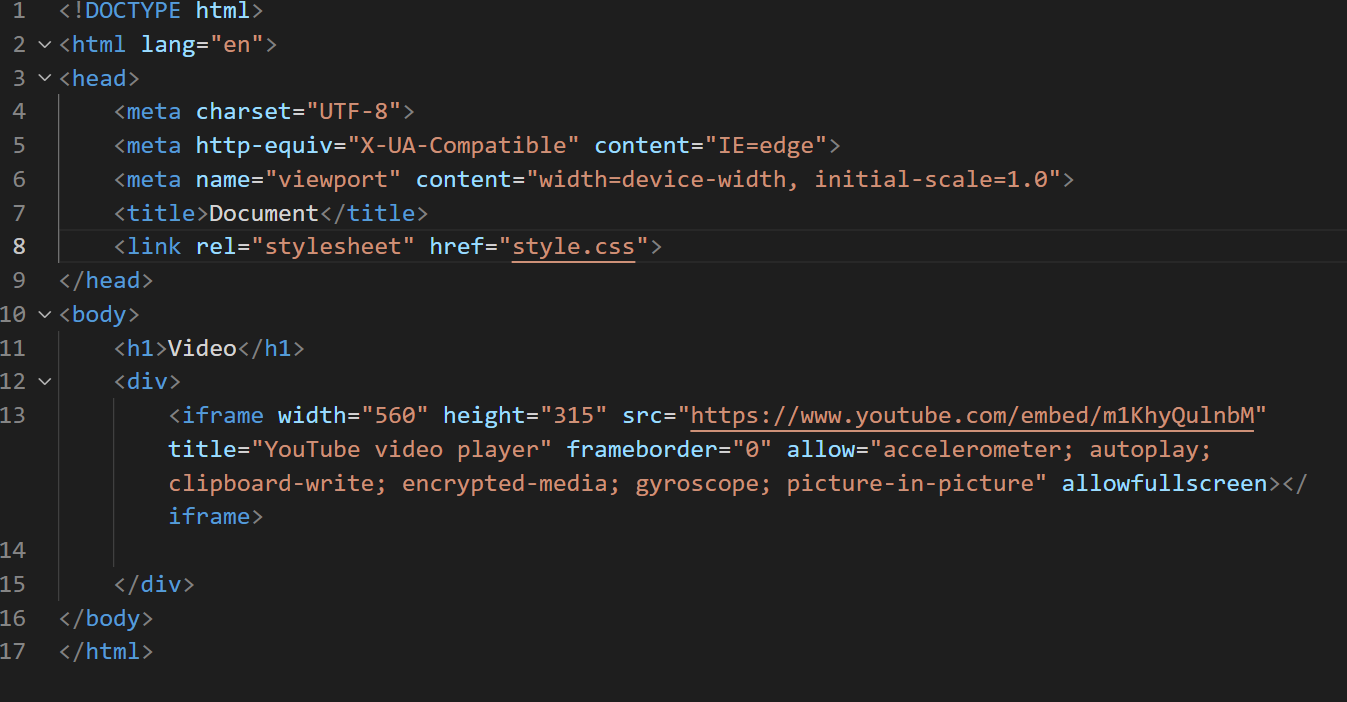 1 <!DOCTYPE html>
2 <html lang="en">
3 <head>
4 <meta charset="UTF-8">
5 <meta http-equiv="X-UA-Compatible" content="IE=edge">
6 <meta name="viewport" content="width=device-width, initial-scale=1.0">
7 <title>Document</title>
8 <link rel="stylesheet" href="style.css">
9 </head>
10 <body>
11 <h1>Video</h1>
12 <div>
13 <iframe width="560" height="315" src="https://www.youtube.com/embed/m1KhyQulnbM"
title="YouTube video player" frameborder="0" allow="accelerometer; autoplay;
clipboard-write; encrypted-media; gyroscope; picture-in-picture" allowfullscreen></
iframe>
14
15 </div>
16 </body>
17 </html>